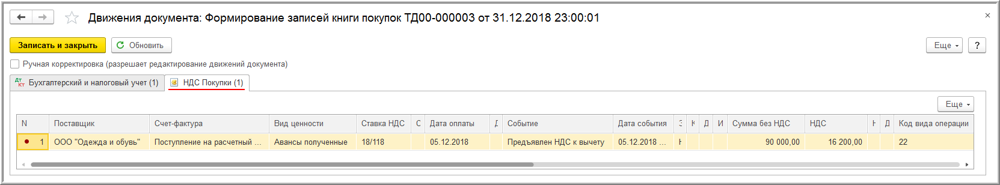 Движения документа: Формирование записей книги покупок ТД00-000003 от 31.12.2018 23:00:01
Записать и закрыть Обновить Еще ?
Ручная корректировка (разрешает редактирование движений документа)
Дт Кт Бухгалтерский и налоговый учет (1) НДС Покупки (1)
Еще
N Поставщик Счет-фактура Вид ценности Ставка НДС С Дата оплаты Д Событие Дата события З К Д И Сумма без НДС НДС Н Д Код вида операции
1 ООО "Одежда и обувь" Поступление на расчетный ... Авансы полученные 18/118 05.12.2018 Предъявлен НДС к вычету 05.12.2018 ... Н 90 000,00 16 200,00 22